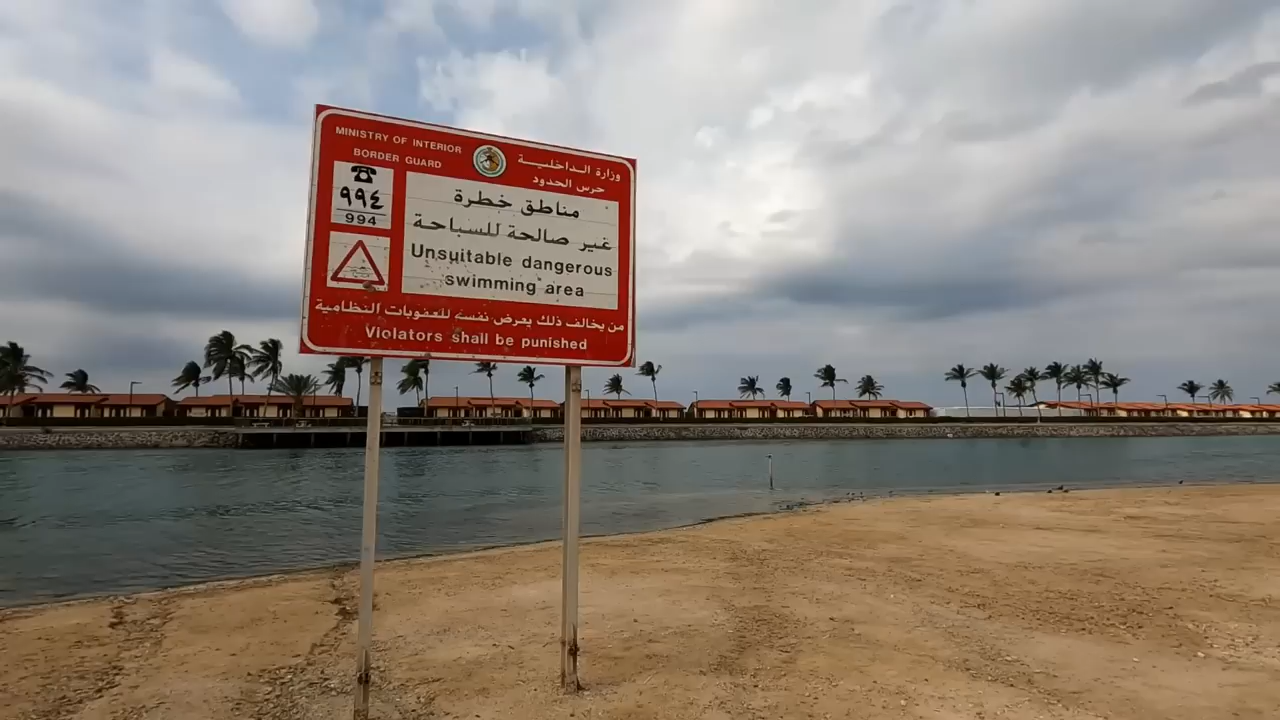 MINISTRY OF INTERIOR
BORDER GUARD
وزارة الـداخلـيـة
حرس الحدود
٩٩٤
994
مناطق خطرة
غير صالحة للسباحة
Unsuitable dangerous
swimming area
من يخالف ذلك يعرض نفسه للعقوبات النظامية
Violators shall be punished